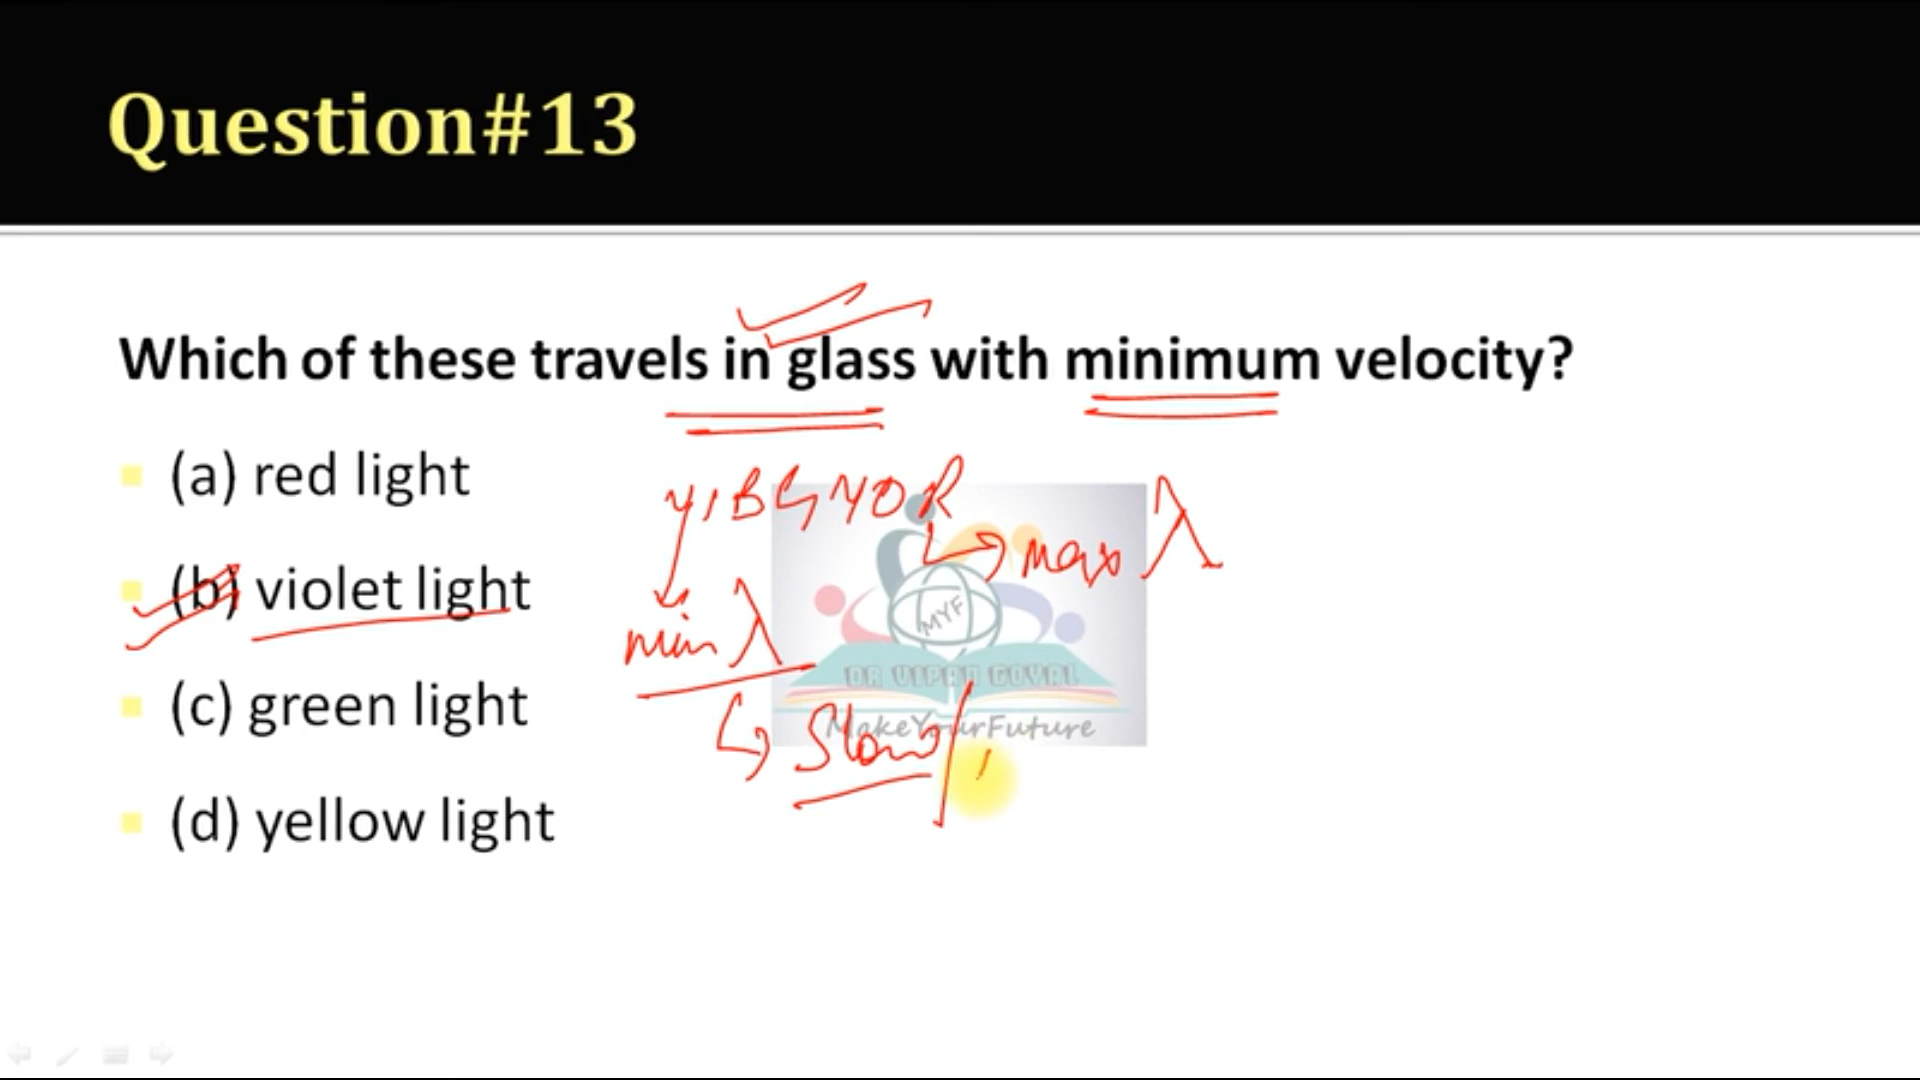 Question#13
Which of these travels in glass with minimum velocity?
(a) red light
VIBGYOR
max λ
(b) violet light
min λ
MYF
DR VIPAN GOYAL
(c) green light
MakeYourFuture
Slow
(d) yellow light